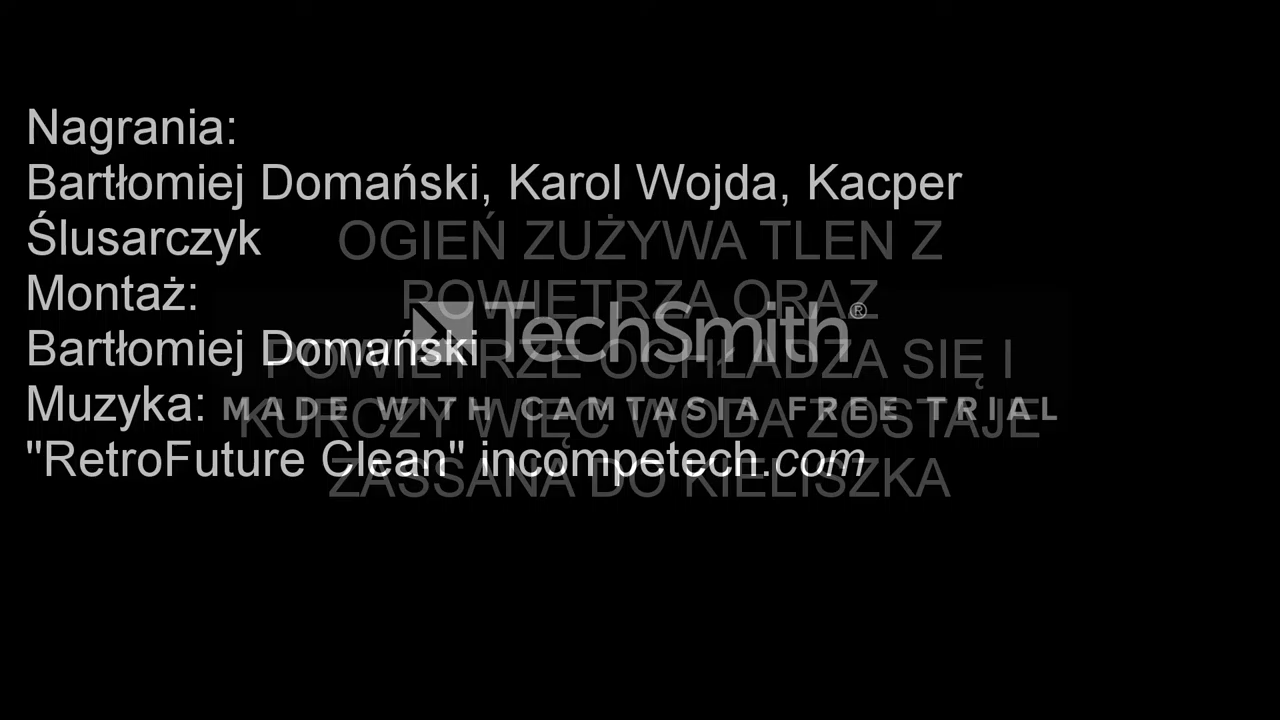 Nagrania:
Bartłomiej Domański, Karol Wojda, Kacper
Ślusarczyk
Montaż:
Bartłomiej Domański
Muzyka:
"RetroFuture Clean" incompetech.com
OGIEŃ ZUŻYWA TLEN Z
POWIETRZA ORAZ
POWIETRZE OCHŁADZA SIĘ I
KURCZY WIĘC WODA ZOSTAJE
ZASSANA DO KIELISZKA
TechSmith®
MADE WITH CAMTASIA FREE TRIAL